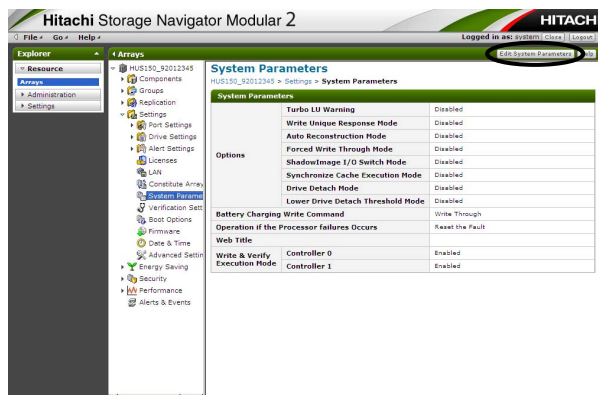 Hitachi Storage Navigator Modular 2
HITACH
File Go Help
Logged in as: system Close Logout
Explorer
Arrays
Edit System Parameters
Resource
Arrays
Administration
Settings
HUS150_92012345
Components
Groups
Replication
Settings
Port Settings
Drive Settings
Alert Settings
Licenses
LAN
Constitute Array
System Parame
Verification Sett
Boot Options
Firmware
Date & Time
Advanced Settin
Energy Saving
Security
Performance
Alerts & Events
System Parameters
HUS150_92012345 > Settings > System Parameters
System Parameters
Options
Turbo LU Warning Disabled
Write Unique Response Mode Disabled
Auto Reconstruction Mode Disabled
Forced Write Through Mode Disabled
ShadowImage I/O Switch Mode Disabled
Synchronize Cache Execution Mode Disabled
Drive Detach Mode Disabled
Lower Drive Detach Threshold Mode Disabled
Battery Charging Write Command Write Through
Operation if the Processor failures Occurs Reset the Fault
Web Title
Write & Verify
Execution Mode
Controller 0 Enabled
Controller 1 Enabled